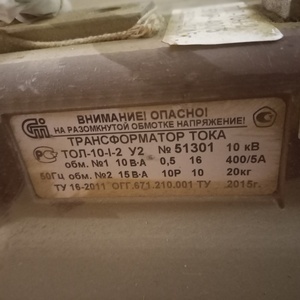 ВНИМАНИЕ! ОПАСНО!
НА РАЗОМКНУТОЙ ОБМОТКЕ НАПРЯЖЕНИЕ!
ТРАНСФОРМАТОР ТОКА
ТОЛ-10-I-2 У2 № 51301 10 кВ
обм. №1 10 В·А 0,5 16 400/5А
50Гц обм. №2 15 В·А 10Р 10 20кг
ТУ 16-2011 ОГГ.671.210.001 ТУ 2015г.